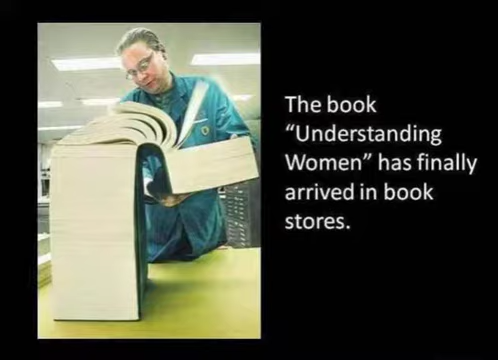 The book
“Understanding
Women” has finally
arrived in book
stores.